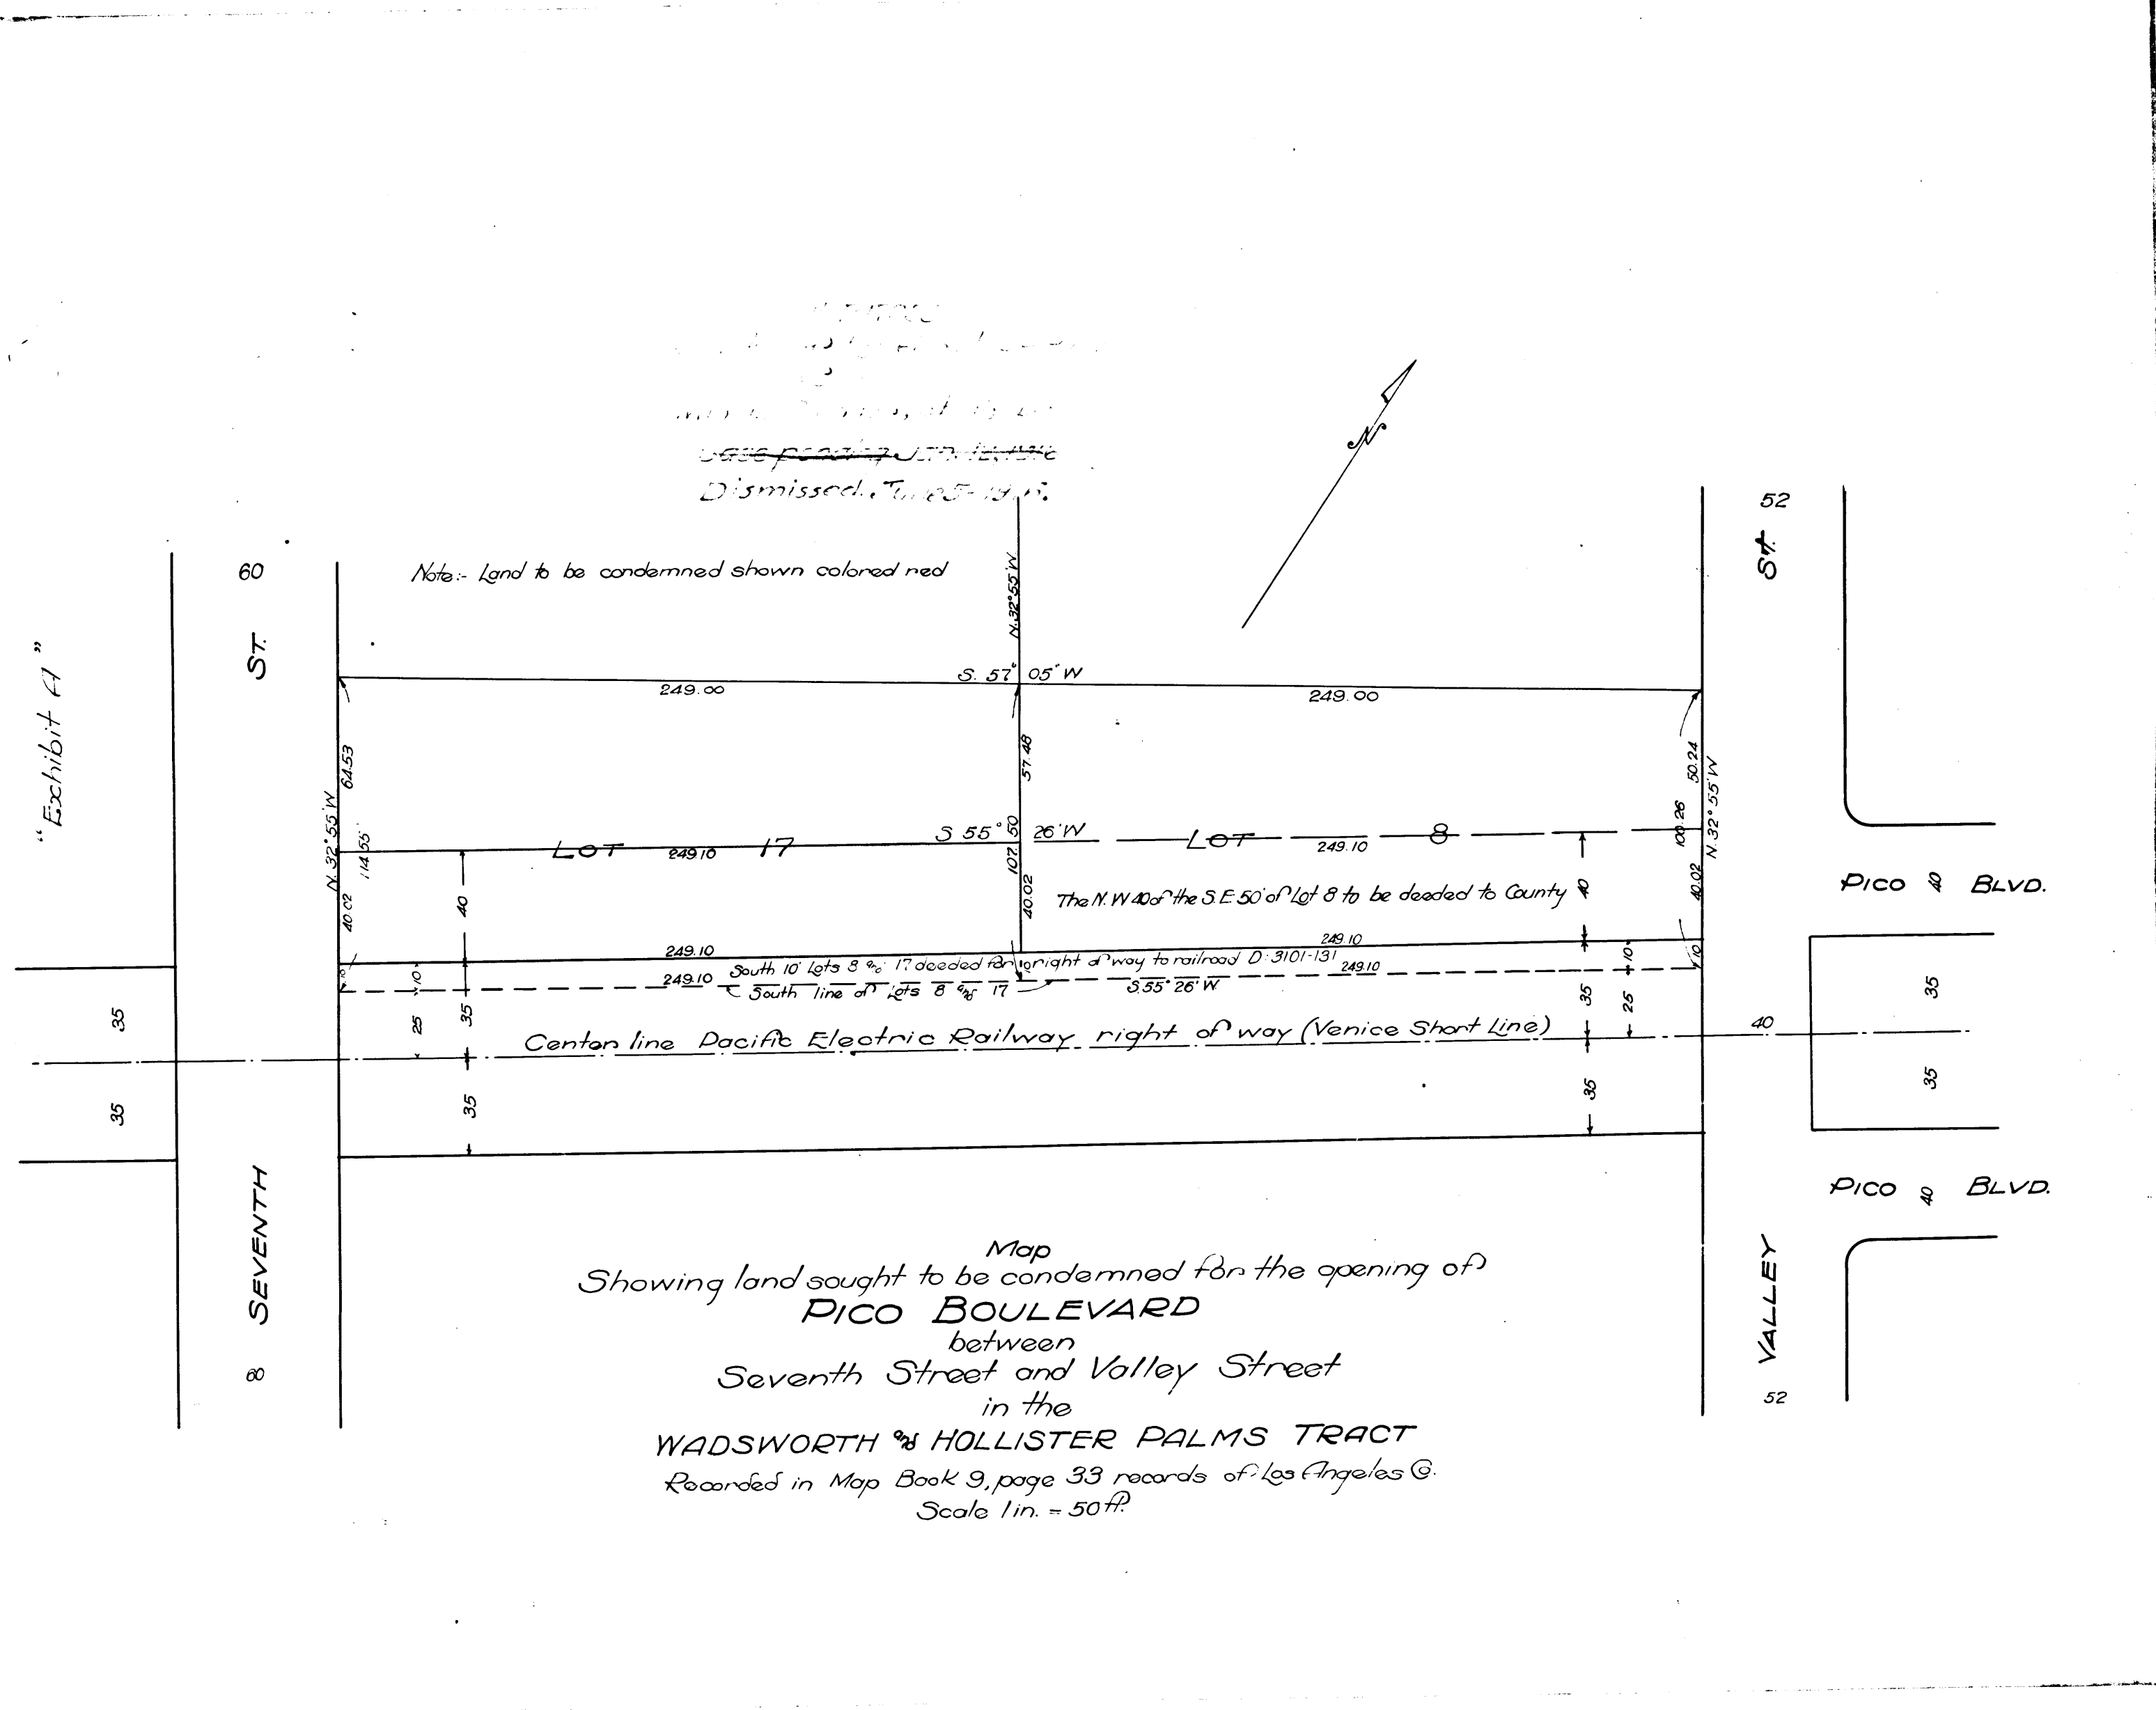 Dismissed.
Note:- Land to be condemned shown colored red
"Exhibit A"
60
ST.
52
ST.
N.32°55'W
S. 57° 05' W
249.00
249.00
64.53
57.48
50.24
N.32°55'W
114.55
107.50
100.26
N.32°55'W
S 55° 26' W
LOT 17
249.10
LOT 8
249.10
40.02
40
40.02
The N.W 40 of the S.E. 50' of Lot 8 to be deeded to County
40
40.02
PICO 40 BLVD.
249.10
249.10
South 10' Lots 8 and 17 deeded for right of way to railroad D:3101-131
10
10
10
10
10
249.10
249.10
South line of Lots 8 and 17
S.55°26'W
35
25
35
35
25
35
Center line Pacific Electric Railway right of way (Venice Short Line)
40
35
35
35
35
SEVENTH
60
PICO 40 BLVD.
VALLEY
52
Map
Showing land sought to be condemned for the opening of
PICO BOULEVARD
between
Seventh Street and Valley Street
in the
WADSWORTH and HOLLISTER PALMS TRACT
Recorded in Map Book 9, page 33 records of Los Angeles Co.
Scale 1 in. = 50 ft.
N